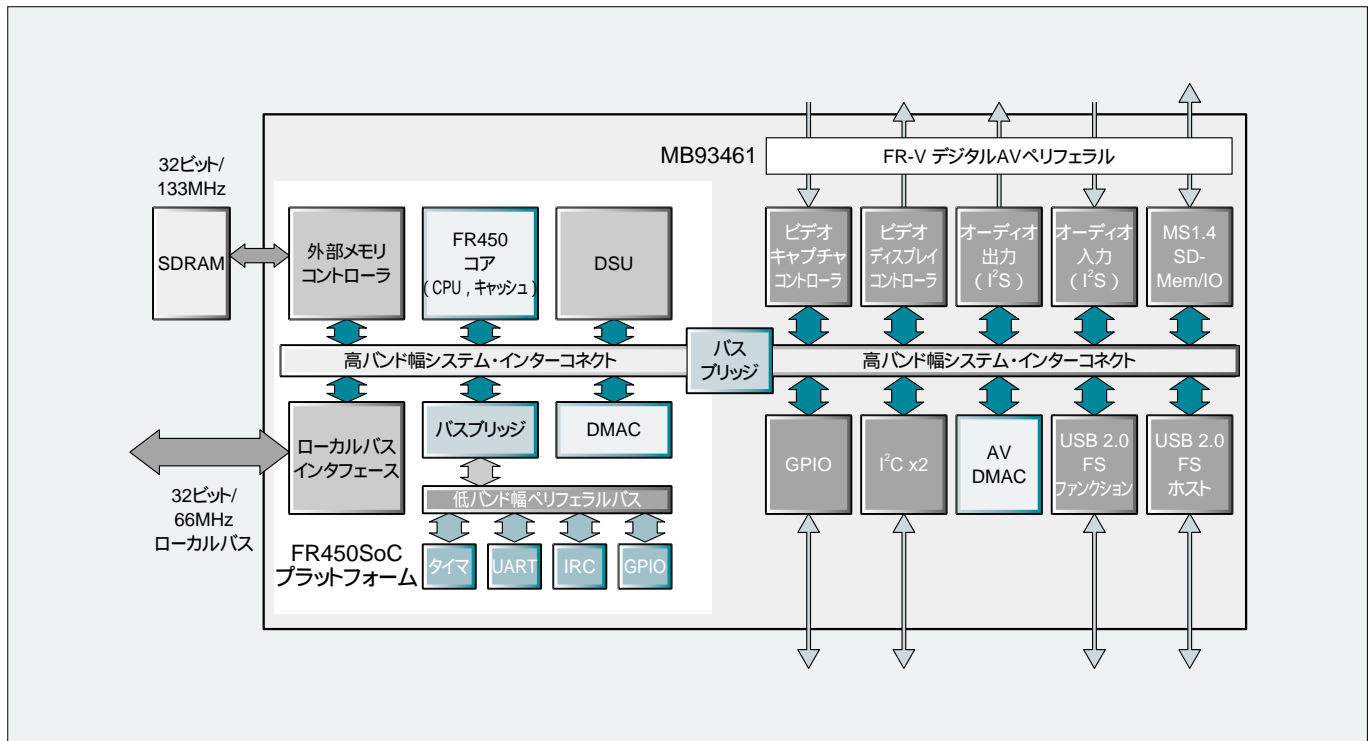 MB93461
FR-V デジタルAVペリフェラル
32ビット/
133MHz
SDRAM
外部メモリ
コントローラ
FR450
コア
(CPU，キャッシュ)
DSU
ビデオ
キャプチャ
コントローラ
ビデオ
ディスプレイ
コントローラ
オーディオ
出力
(I²S)
オーディオ
入力
(I²S)
MS1.4
SD-
Mem/IO
高バンド幅システム・インターコネクト
バス
ブリッジ
高バンド幅システム・インターコネクト
ローカルバス
インタフェース
バスブリッジ
DMAC
GPIO
I²C x2
AV
DMAC
USB 2.0
FS
ファンクション
USB 2.0
FS
ホスト
32ビット/
66MHz
ローカルバス
低バンド幅ペリフェラルバス
FR450SoC
プラットフォーム
タイマ
UART
IRC
GPIO